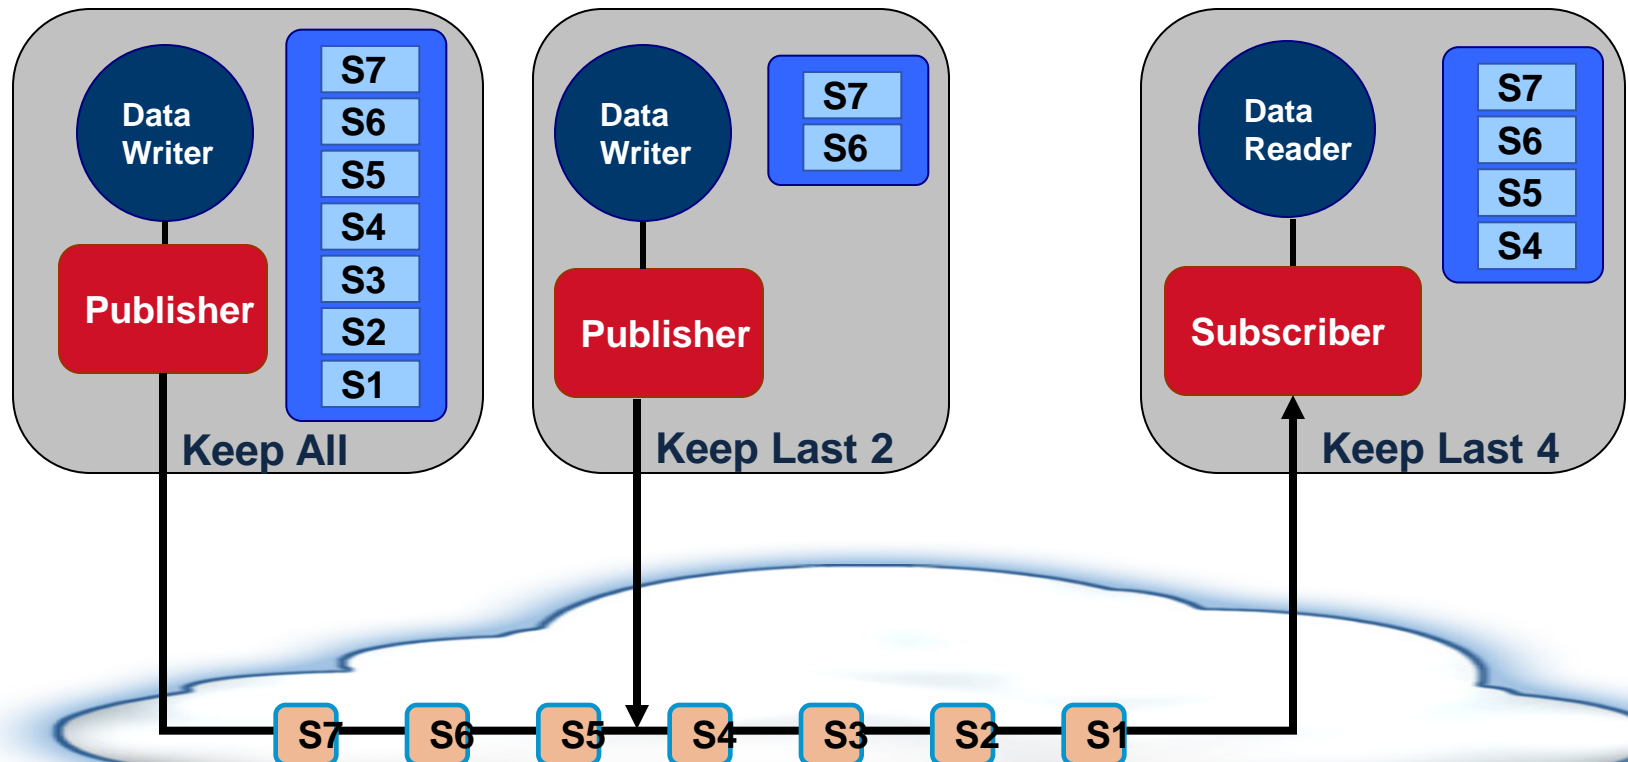 Data
Writer
S7
S6
S5
S4
S3
S2
S1
Publisher
Keep All
Data
Writer
S7
S6
Publisher
Keep Last 2
Data
Reader
S7
S6
S5
S4
Subscriber
Keep Last 4
S7 S6 S5 S4 S3 S2 S1